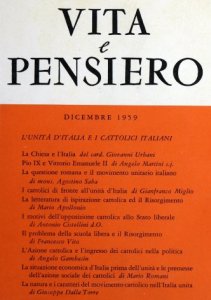 VITA
e
PENSIERO
DICEMBRE 1959
L'UNITÀ D'ITALIA E I CATTOLICI ITALIANI
La Chiesa e l'Italia del card. Giovanni Urbani
Pio IX e Vittorio Emanuele II di Angelo Martini s.j.
La questione romana e il movimento unitario italiano
di mons. Agostino Saba
I cattolici di fronte all'unità d'Italia di Gianfranco Miglio
La letteratura di ispirazione cattolica ed il Risorgimento
di Mario Apollonio
I motivi dell'opposizione cattolica allo Stato liberale
di Antonio Cistellini d.O.
Il problema della scuola libera e il Risorgimento
di Francesco Vito
L'Azione cattolica e l'ingresso dei cattolici nella politica
di Angelo Gambasin
La situazione economica d'Italia prima dell'unità e le premesse
dell'azione sociale dei cattolici di Mario Romani
La natura e i caratteri del movimento cattolico nell'Italia unita
di Giuseppe Dalla Torre